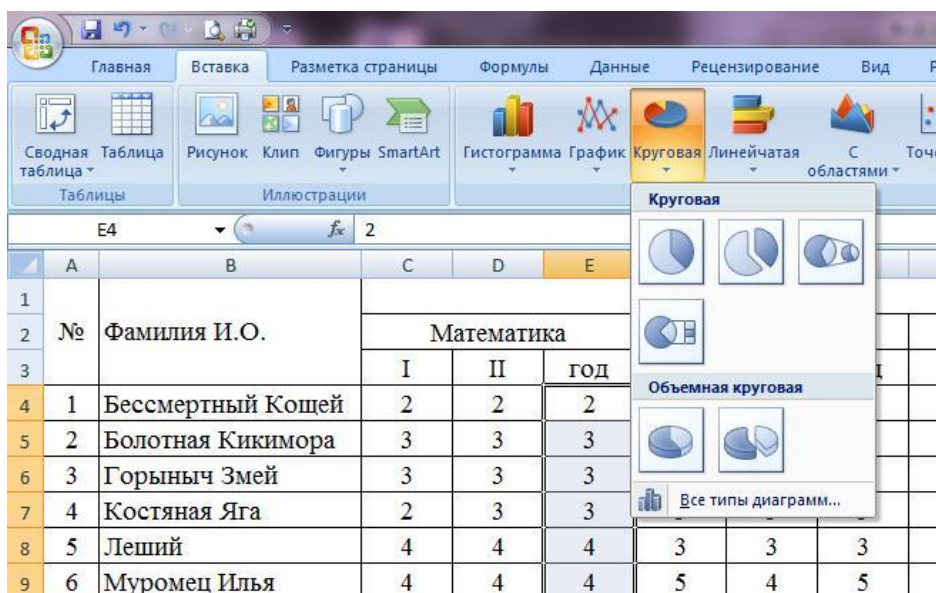 Главная Вставка Разметка страницы Формулы Данные Рецензирование Вид
Сводная таблица Таблица Рисунок Клип Фигуры SmartArt Гистограмма График Круговая Линейчатая С областями
Таблицы Иллюстрации
Круговая
E4 fx 2
A B C D E
1
2 № Фамилия И.О. Математика
3 I II год
Объемная круговая
4 1 Бессмертный Кощей 2 2 2
5 2 Болотная Кикимора 3 3 3
6 3 Горыныч Змей 3 3 3
7 4 Костяная Яга 2 3 3
Все типы диаграмм...
8 5 Леший 4 4 4 3 3 3
9 6 Муромец Илья 4 4 4 5 4 5